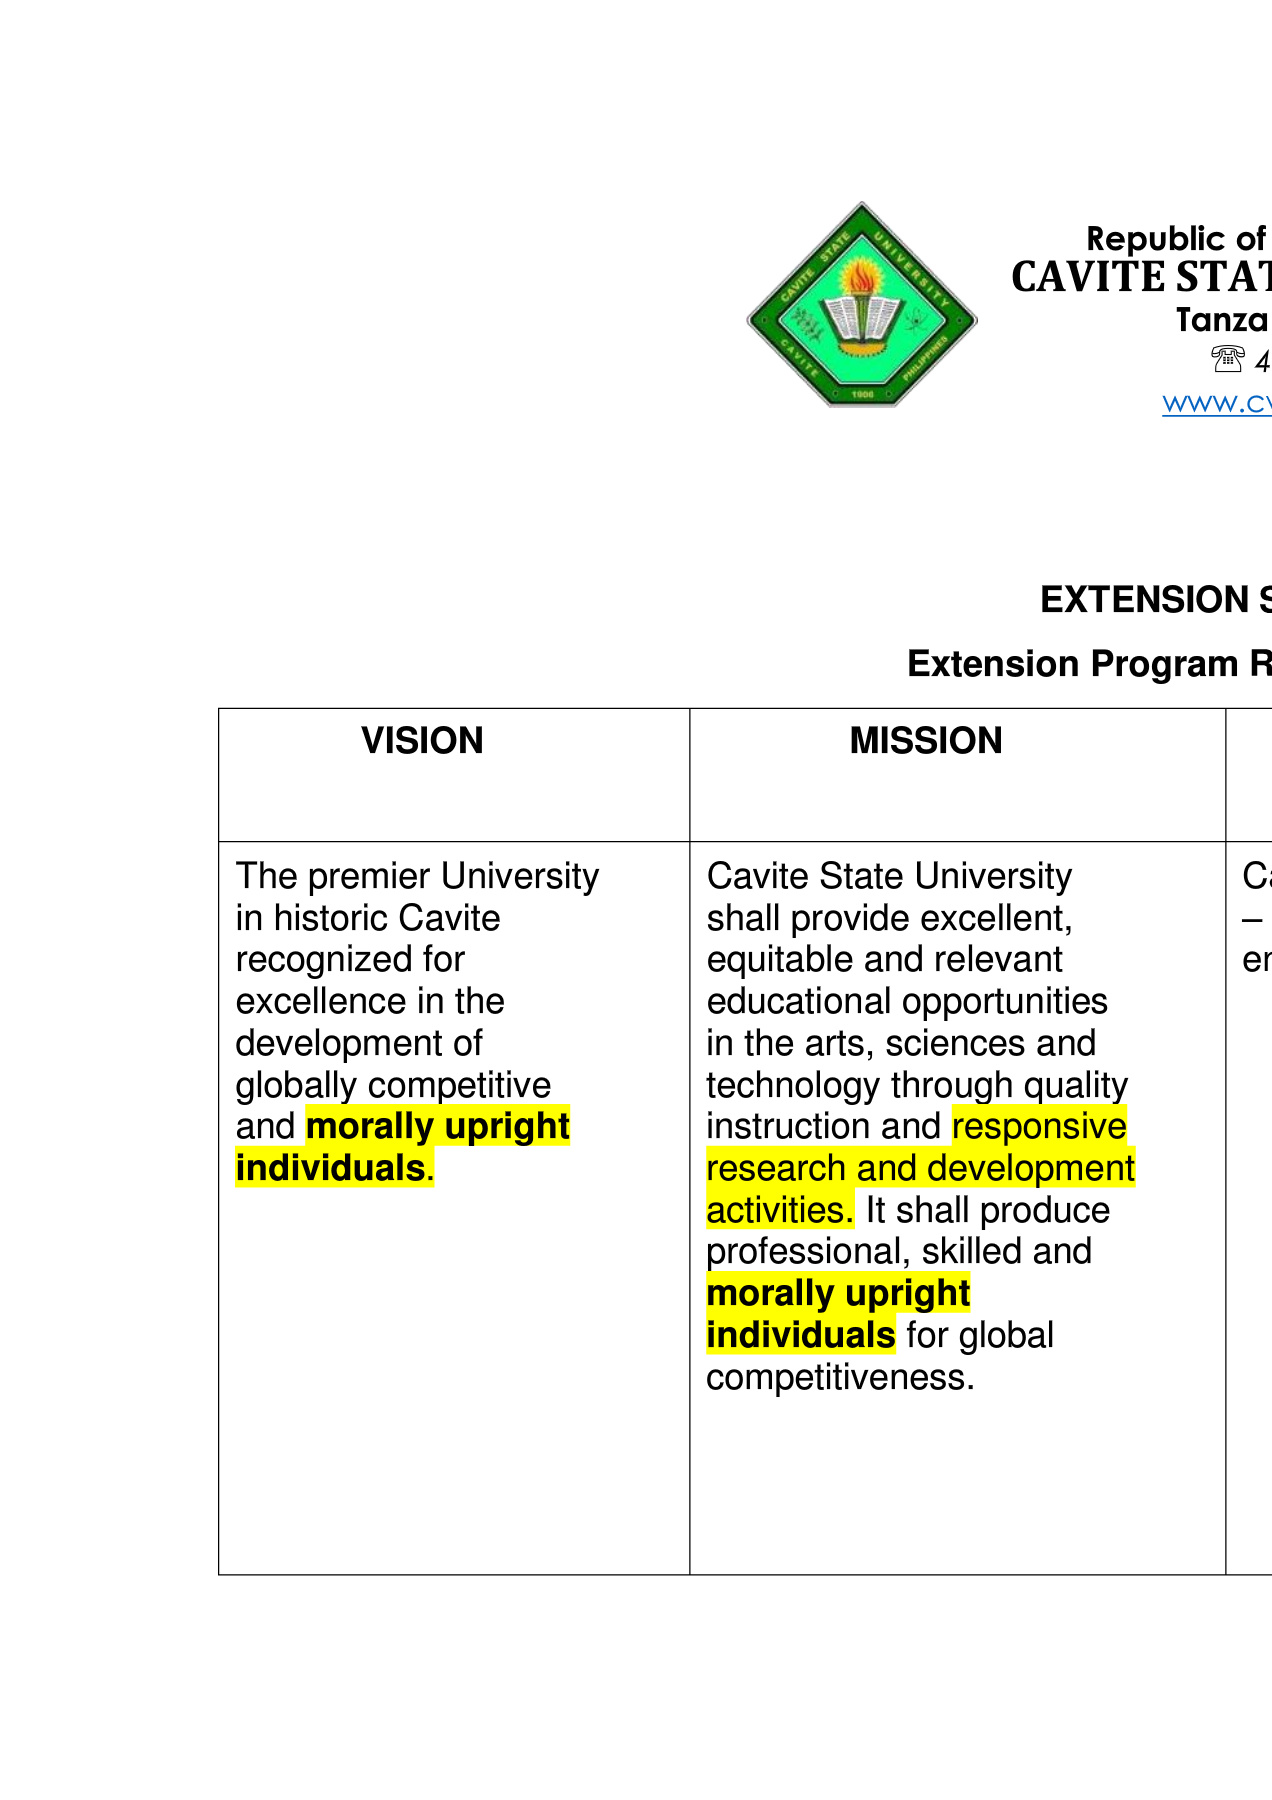 CAVITE STATE UNIVERSITY
CAVITE
PHILIPPINES
1906
Republic of
CAVITE STAT
Tanza
☏ 4
www.cv
EXTENSION S
Extension Program R
VISION
MISSION
The premier University
in historic Cavite
recognized for
excellence in the
development of
globally competitive
and morally upright
individuals.
Cavite State University
shall provide excellent,
equitable and relevant
educational opportunities
in the arts, sciences and
technology through quality
instruction and responsive
research and development
activities. It shall produce
professional, skilled and
morally upright
individuals for global
competitiveness.
Ca
–
en